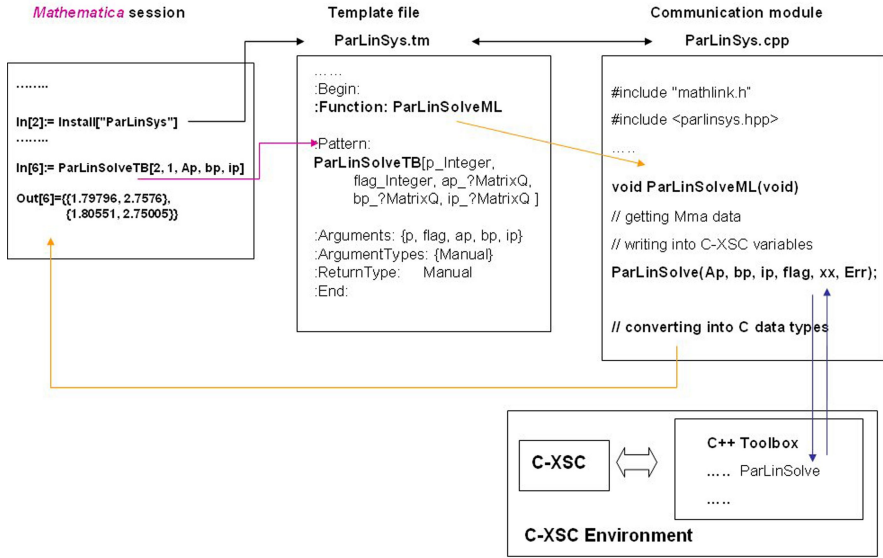 Mathematica session
........
In[2]:= Install["ParLinSys"]
........
In[6]:= ParLinSolveTB[2, 1, Ap, bp, ip]
Out[6]={{1.79796, 2.7576},
{1.80551, 2.75005}}
Template file
ParLinSys.tm
......
:Begin:
:Function: ParLinSolveML
:Pattern:
ParLinSolveTB[p_Integer,
flag_Integer, ap_?MatrixQ,
bp_?MatrixQ, ip_?MatrixQ ]
:Arguments: {p, flag, ap, bp, ip}
:ArgumentTypes: {Manual}
:ReturnType: Manual
:End:
Communication module
ParLinSys.cpp
#include "mathlink.h"
#include <parlinsys.hpp>
.....
void ParLinSolveML(void)
// getting Mma data
// writing into C-XSC variables
ParLinSolve(Ap, bp, ip, flag, xx, Err);
// converting into C data types
C-XSC
C++ Toolbox
..... ParLinSolve
.....
C-XSC Environment